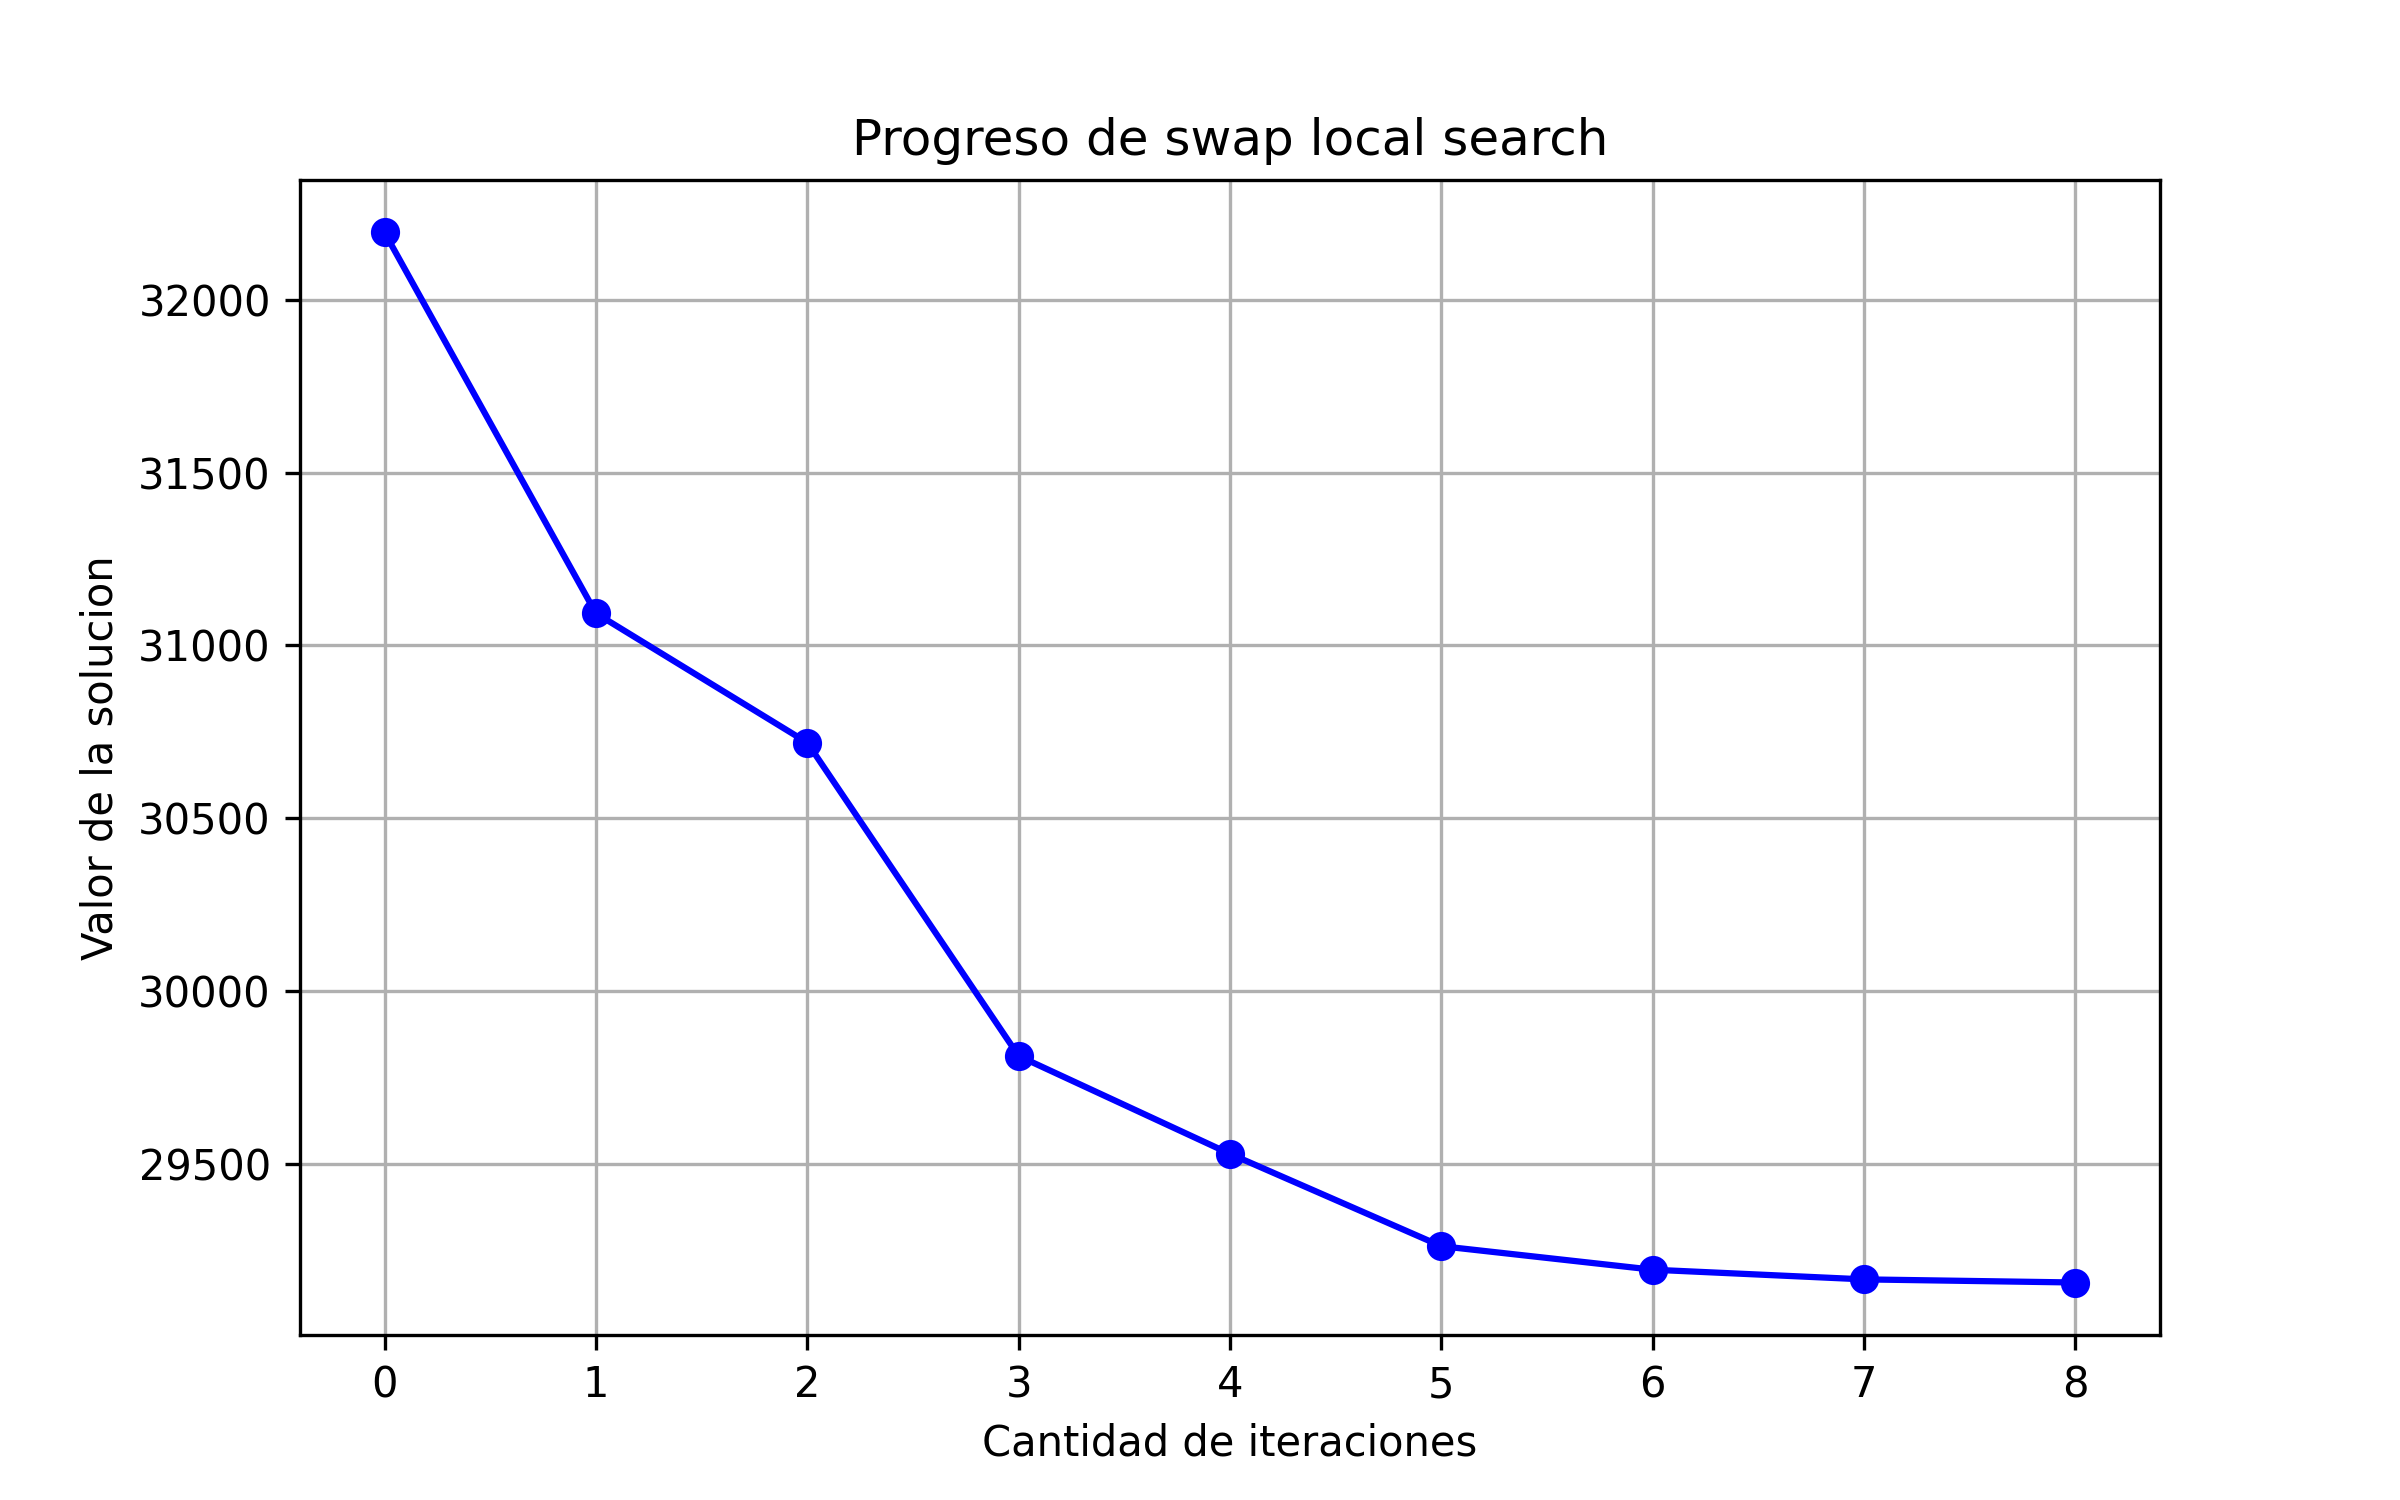 Progreso de swap local search
Valor de la solucion
32000
31500
31000
30500
30000
29500
0 1 2 3 4 5 6 7 8
Cantidad de iteraciones